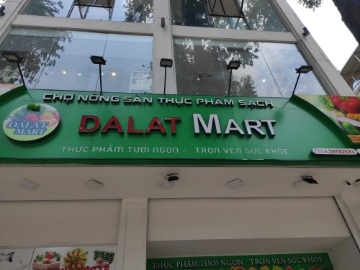 CHỢ NÔNG SẢN THỰC PHẨM SẠCH
DALAT MART
DALAT
MART
THỰC PHẨM TƯƠI NGON - TRỌN VẸN SỨC KHỎE
THỰC PHẨM TƯƠI NGON - TRỌN VẸN SỨC KHỎE